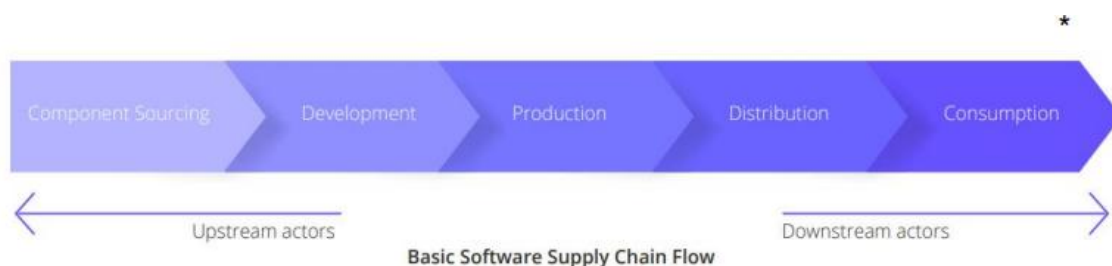 *
Component Sourcing
Development
Production
Distribution
Consumption
Upstream actors
Downstream actors
Basic Software Supply Chain Flow